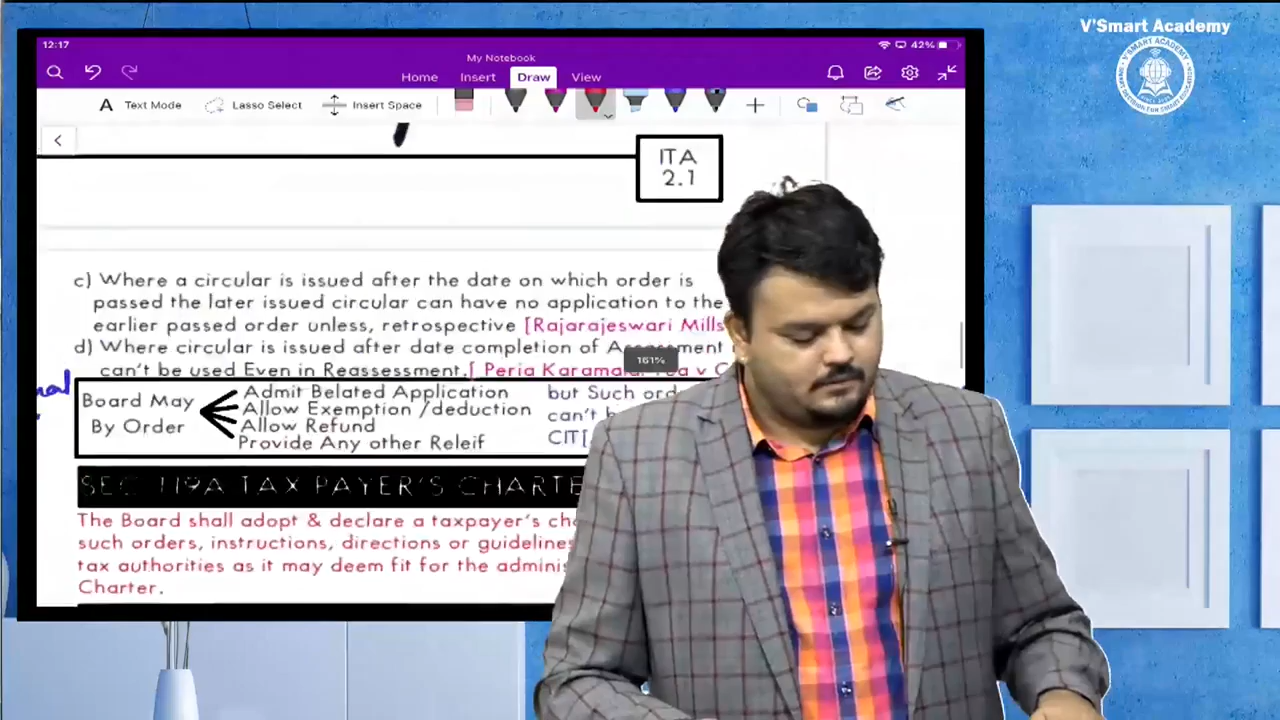 V'Smart Academy
12:17
42%
My Notebook
Home Insert Draw View
A Text Mode Lasso Select Insert Space
ITA
2.1
c) Where a circular is issued after the date on which order is
passed the later issued circular can have no application to the
earlier passed order unless, retrospective [Rajarajeswari Mills
d) Where circular is issued after date completion of Assessment
can't be used Even in Reassessment.[ Peria Karamalai Tea v C
161%
Board May
By Order
Admit Belated Application
Allow Exemption /deduction
Allow Refund
Provide Any other Releif
but Such
can't
CIT[
SEC 119A TAX PAYER'S
The Board shall adopt & declare a taxpayer's
such orders, instructions, directions or guidelines
tax authorities as it may deem fit for the
Charter.